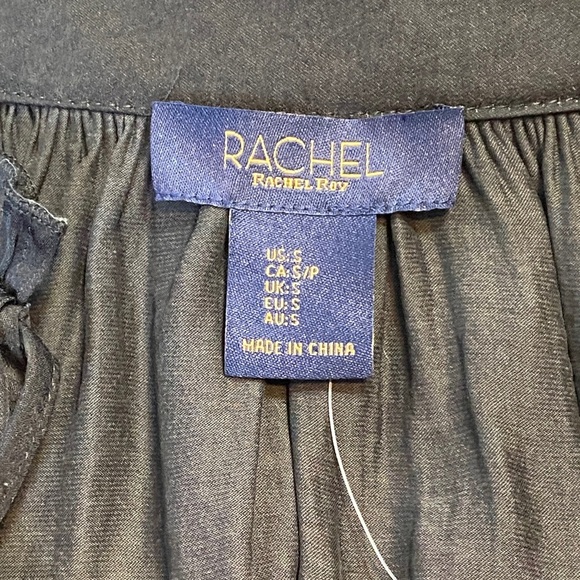 RACHEL
RACHEL ROY
US:S
CA:S/P
UK:S
EU:S
AU:S
MADE IN CHINA